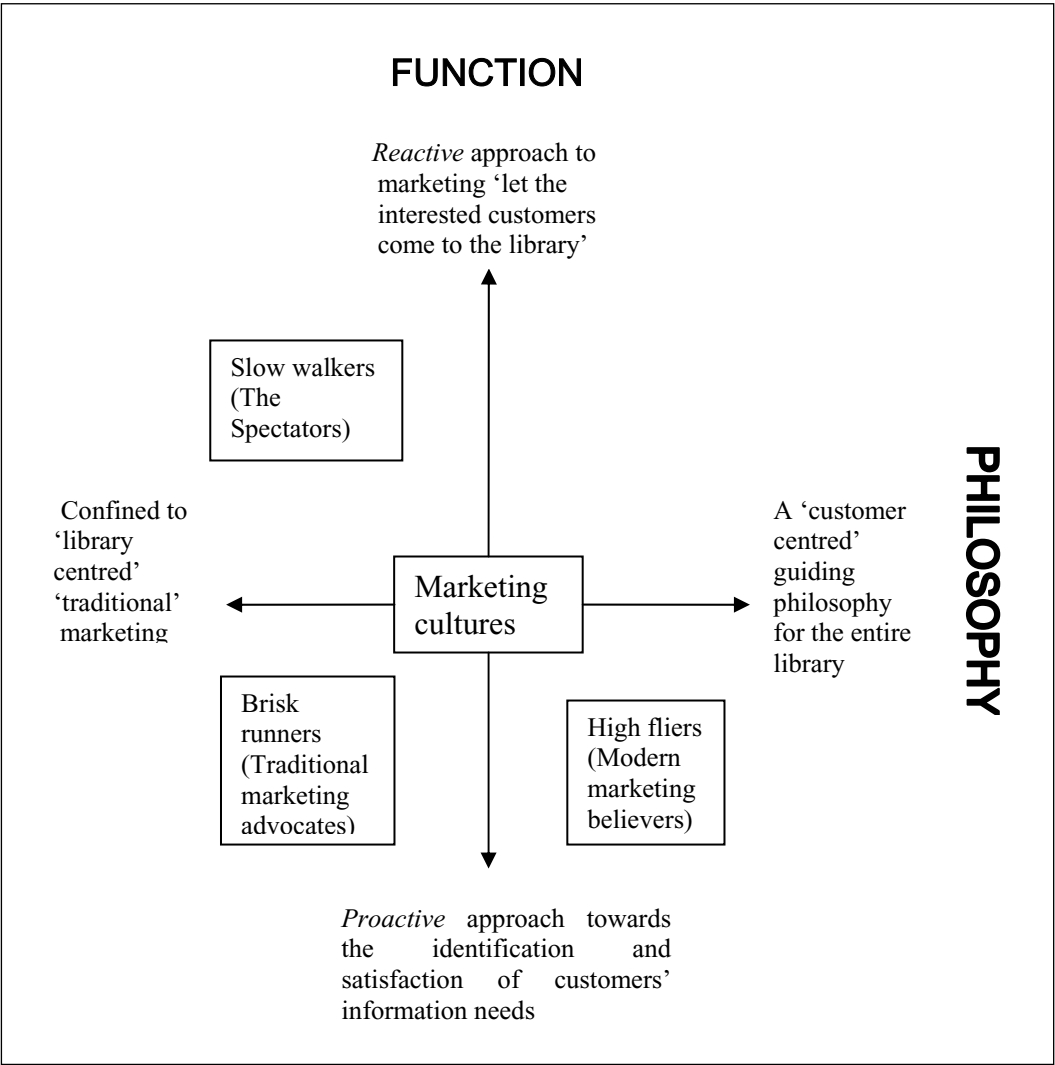 FUNCTION
Reactive approach to
marketing ‘let the
interested customers
come to the library’
Slow walkers
(The
Spectators)
Confined to
‘library
centred’
‘traditional’
marketing
Marketing
cultures
A ‘customer
centred’
guiding
philosophy
for the entire
library
PHILOSOPHY
Brisk
runners
(Traditional
marketing
advocates)
High fliers
(Modern
marketing
believers)
Proactive approach towards
the identification and
satisfaction of customers’
information needs